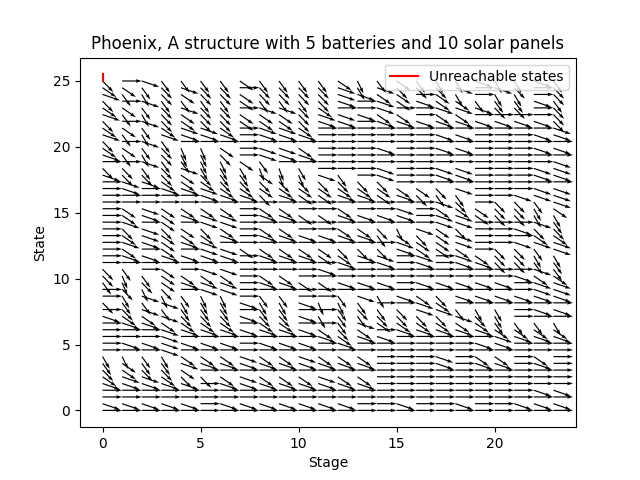 Phoenix, A structure with 5 batteries and 10 solar panels
Unreachable states
25
20
15
10
5
0
State
0 5 10 15 20
Stage